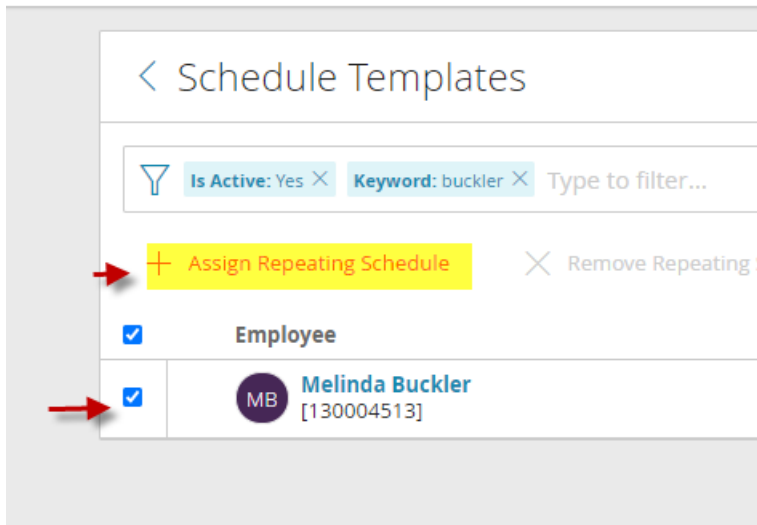 Schedule Templates
Is Active: Yes Keyword: buckler Type to filter...
Assign Repeating Schedule Remove Repeating
Employee
MB Melinda Buckler
[130004513]